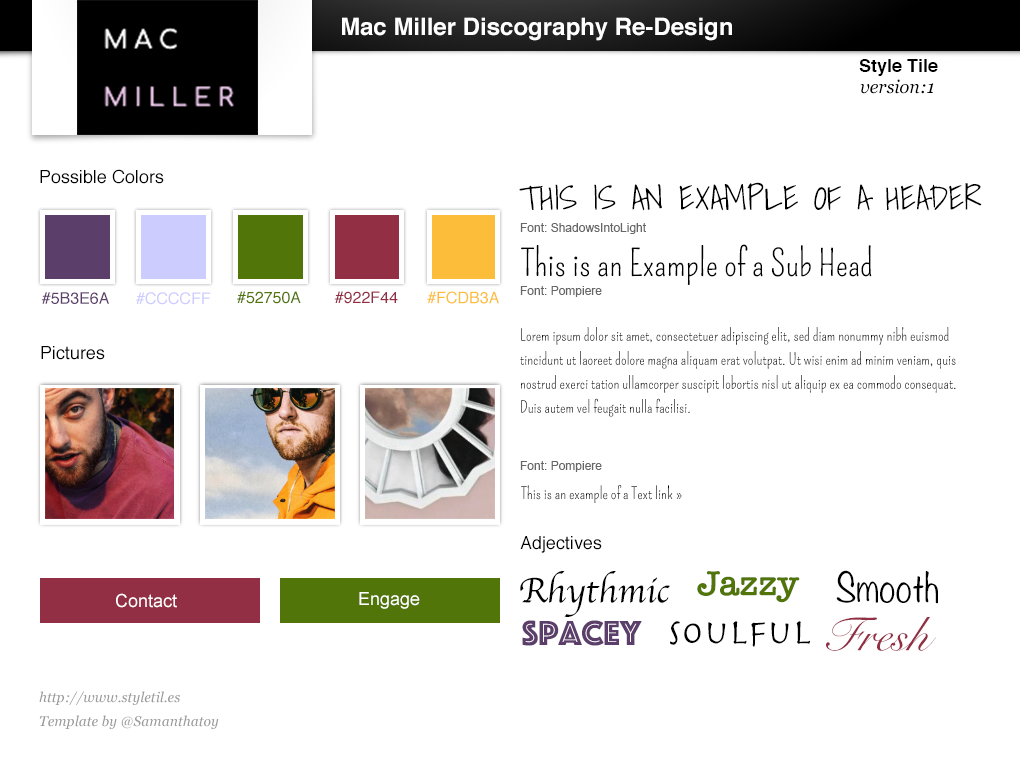 MAC
MILLER
Mac Miller Discography Re-Design
Style Tile
version:1
Possible Colors
#5B3E6A
#CCCCFF
#52750A
#922F44
#FCDB3A
Pictures
Contact
Engage
THIS IS AN EXAMPLE OF A HEADER
Font: ShadowsIntoLight
This is an Example of a Sub Head
Font: Pompiere
Lorem ipsum dolor sit amet, consectetuer adipiscing elit, sed diam nonummy nibh euismod
tincidunt ut laoreet dolore magna aliquam erat volutpat. Ut wisi enim ad minim veniam, quis
nostrud exerci tation ullamcorper suscipit lobortis nisl ut aliquip ex ea commodo consequat.
Duis autem vel feugait nulla facilisi.
Font: Pompiere
This is an example of a Text link »
Adjectives
Rhythmic
Jazzy
Smooth
SPACEY
SOULFUL
Fresh
http://www.styletil.es
Template by @Samanthatoy